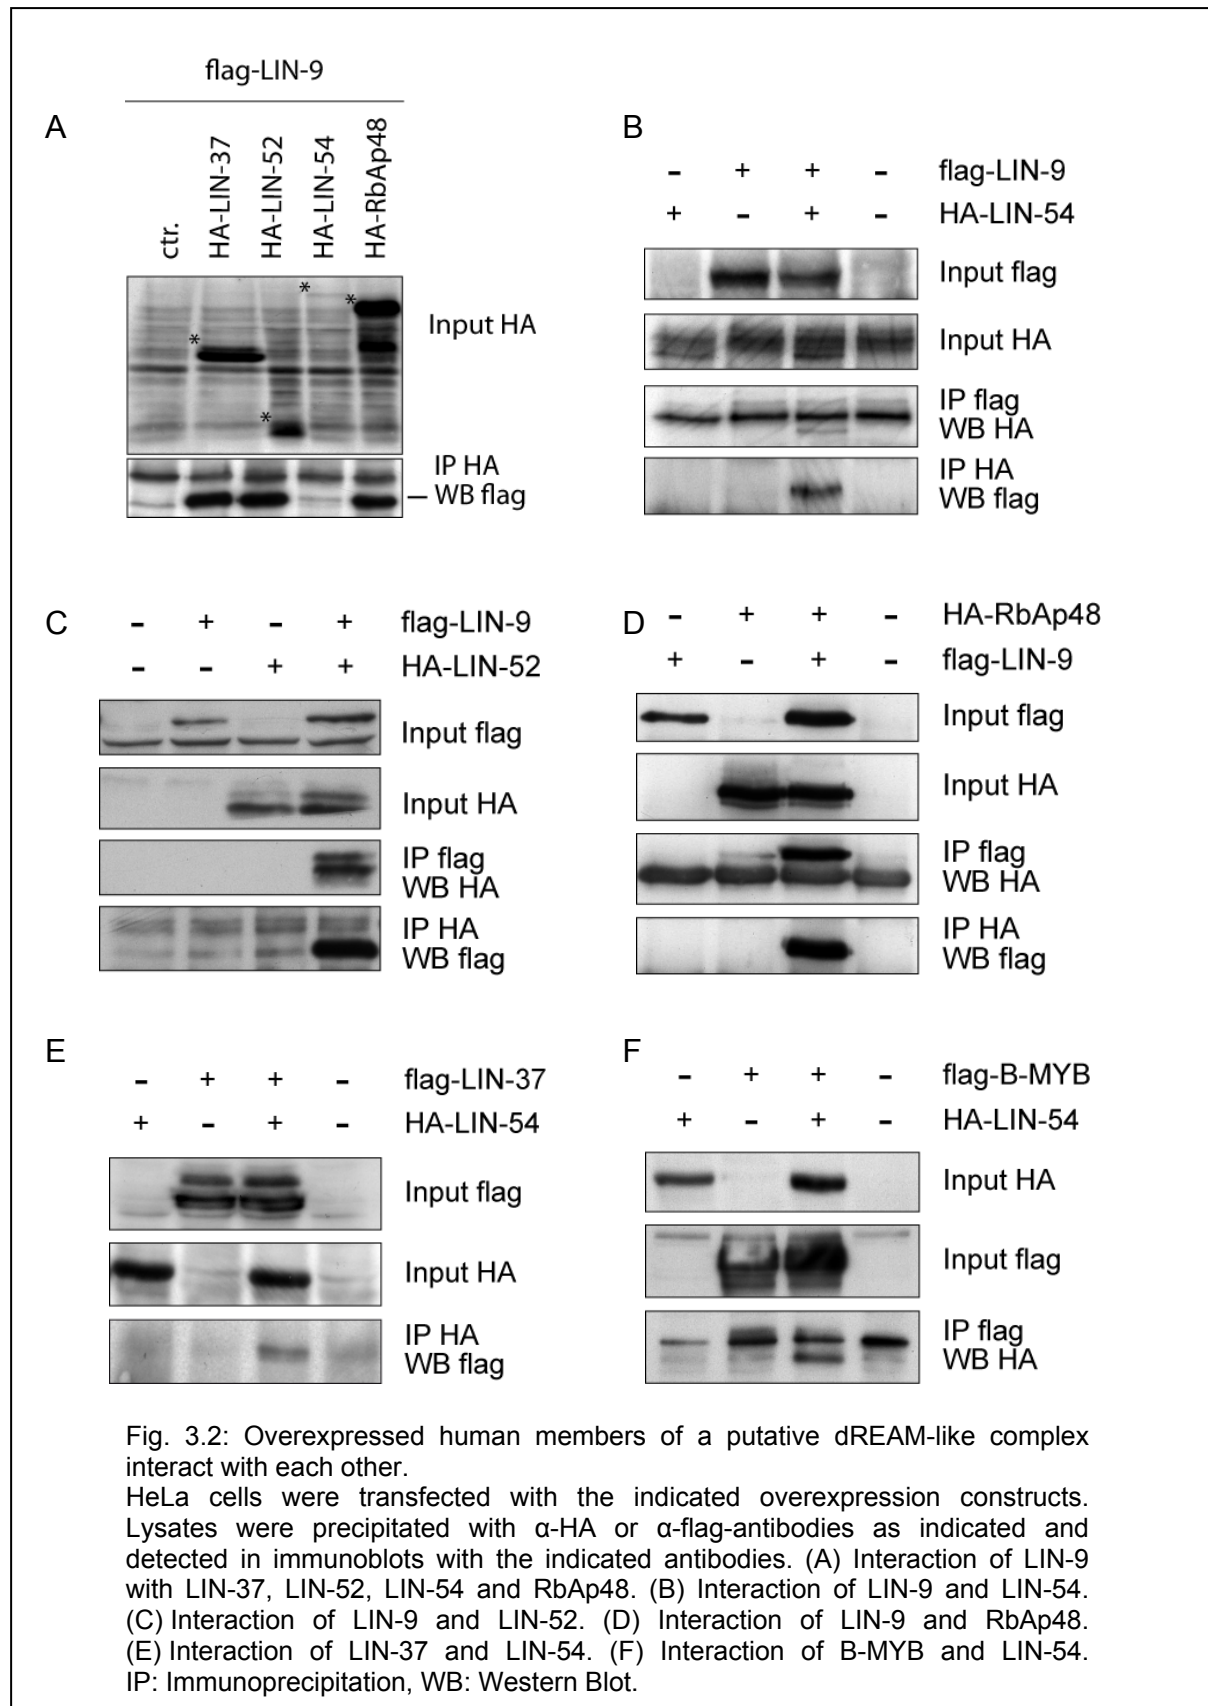 flag-LIN-9
A
ctr.
HA-LIN-37
HA-LIN-52
HA-LIN-54
HA-RbAp48
*
*
*
*
Input HA
IP HA
WB flag
B
- + + - flag-LIN-9
+ - + - HA-LIN-54
Input flag
Input HA
IP flag
WB HA
IP HA
WB flag
C
- + - + flag-LIN-9
- - + + HA-LIN-52
Input flag
Input HA
IP flag
WB HA
IP HA
WB flag
D
- + + - HA-RbAp48
+ - + - flag-LIN-9
Input flag
Input HA
IP flag
WB HA
IP HA
WB flag
E
- + + - flag-LIN-37
+ - + - HA-LIN-54
Input flag
Input HA
IP HA
WB flag
F
- + + - flag-B-MYB
+ - + - HA-LIN-54
Input HA
Input flag
IP flag
WB HA
Fig. 3.2: Overexpressed human members of a putative dREAM-like complex
interact with each other.
HeLa cells were transfected with the indicated overexpression constructs.
Lysates were precipitated with α-HA or α-flag-antibodies as indicated and
detected in immunoblots with the indicated antibodies. (A) Interaction of LIN-9
with LIN-37, LIN-52, LIN-54 and RbAp48. (B) Interaction of LIN-9 and LIN-54.
(C) Interaction of LIN-9 and LIN-52. (D) Interaction of LIN-9 and RbAp48.
(E) Interaction of LIN-37 and LIN-54. (F) Interaction of B-MYB and LIN-54.
IP: Immunoprecipitation, WB: Western Blot.